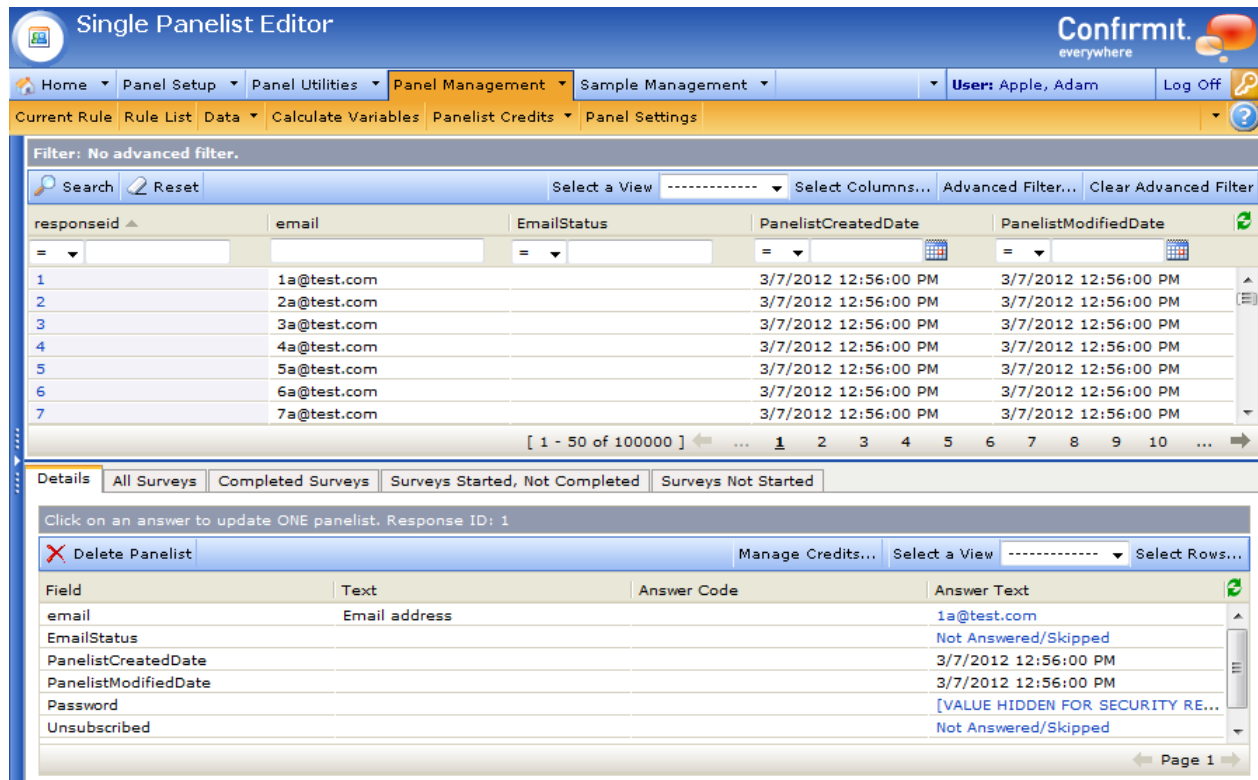 Single Panelist Editor
Confirmit.
everywhere
Home Panel Setup Panel Utilities Panel Management Sample Management User: Apple, Adam Log Off
Current Rule Rule List Data Calculate Variables Panelist Credits Panel Settings
Filter: No advanced filter.
Search Reset Select a View ------------- Select Columns... Advanced Filter... Clear Advanced Filter
responseid email EmailStatus PanelistCreatedDate PanelistModifiedDate
= = = =
1 1a@test.com 3/7/2012 12:56:00 PM 3/7/2012 12:56:00 PM
2 2a@test.com 3/7/2012 12:56:00 PM 3/7/2012 12:56:00 PM
3 3a@test.com 3/7/2012 12:56:00 PM 3/7/2012 12:56:00 PM
4 4a@test.com 3/7/2012 12:56:00 PM 3/7/2012 12:56:00 PM
5 5a@test.com 3/7/2012 12:56:00 PM 3/7/2012 12:56:00 PM
6 6a@test.com 3/7/2012 12:56:00 PM 3/7/2012 12:56:00 PM
7 7a@test.com 3/7/2012 12:56:00 PM 3/7/2012 12:56:00 PM
[ 1 - 50 of 100000 ] ... 1 2 3 4 5 6 7 8 9 10 ...
Details All Surveys Completed Surveys Surveys Started, Not Completed Surveys Not Started
Click on an answer to update ONE panelist. Response ID: 1
Delete Panelist Manage Credits... Select a View ------------- Select Rows...
Field Text Answer Code Answer Text
email Email address 1a@test.com
EmailStatus Not Answered/Skipped
PanelistCreatedDate 3/7/2012 12:56:00 PM
PanelistModifiedDate 3/7/2012 12:56:00 PM
Password [VALUE HIDDEN FOR SECURITY RE...
Unsubscribed Not Answered/Skipped
Page 1